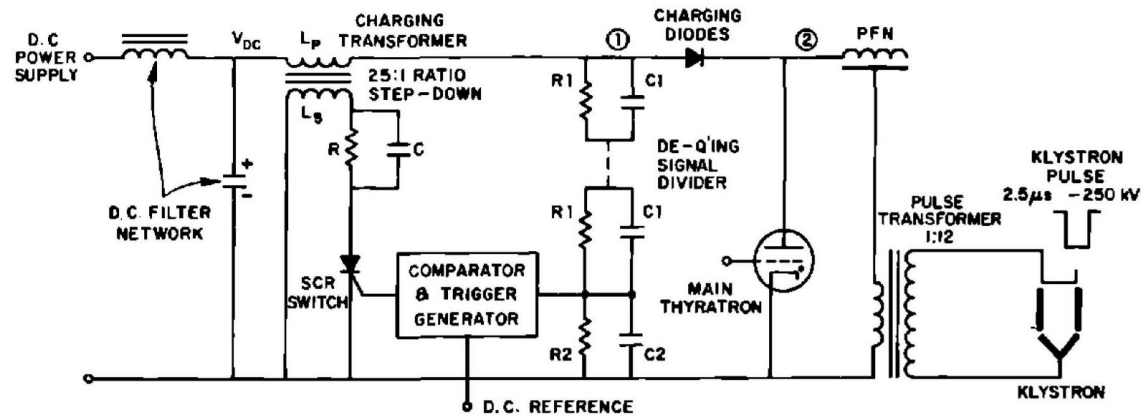 D.C
POWER
SUPPLY
V_DC
L_P
CHARGING
TRANSFORMER
25:1 RATIO
STEP-DOWN
L_S
①
CHARGING
DIODES
②
PFN
R1
C1
R
C
+
-
D.C. FILTER
NETWORK
DE-Q'ING
SIGNAL
DIVIDER
R1
C1
SCR
SWITCH
COMPARATOR
& TRIGGER
GENERATOR
MAIN
THYRATRON
KLYSTRON
PULSE
2.5μs -250 kV
PULSE
TRANSFORMER
1:12
R2
C2
KLYSTRON
D.C. REFERENCE